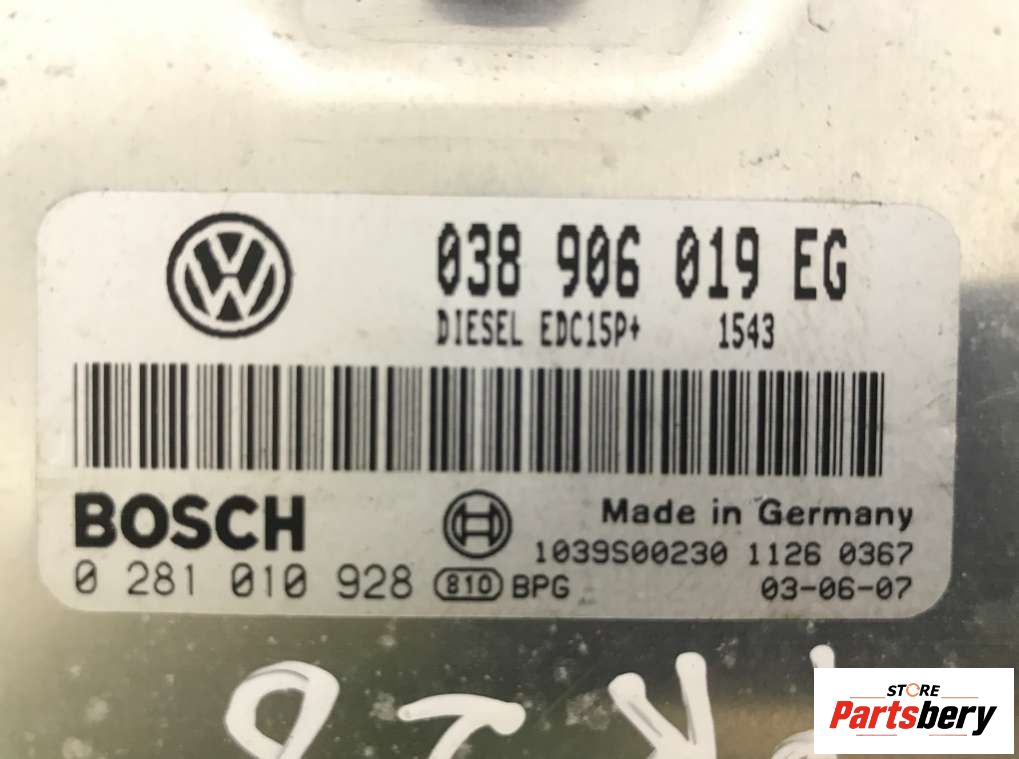 038 906 019 EG
DIESEL EDC15P+ 1543
BOSCH
Made in Germany
1039S00230 1126 0367
0 281 010 928 810 BPG 03-06-07
STORE
Partsbery